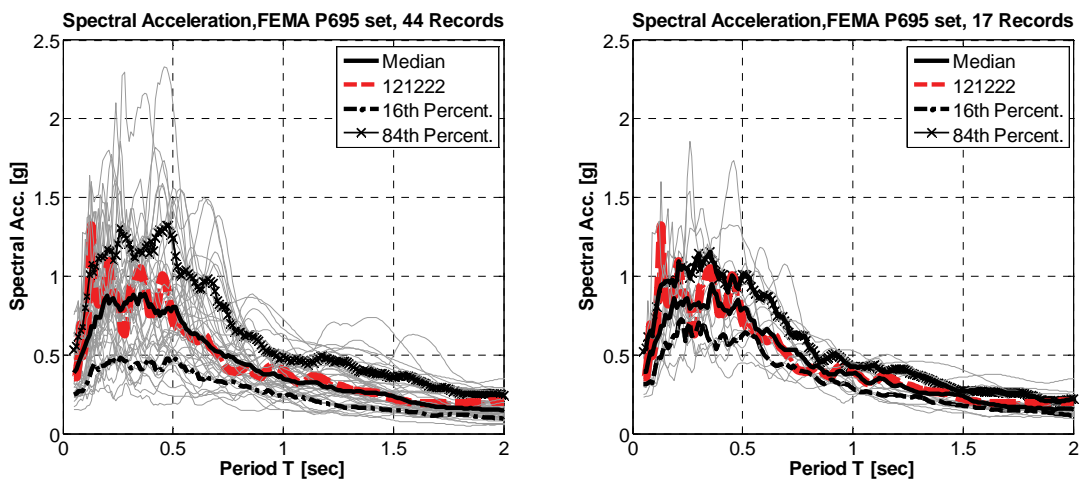 Spectral Acceleration,FEMA P695 set, 44 Records
2.5
2
1.5
1
0.5
0
Spectral Acc. [g]
Median
121222
16th Percent.
84th Percent.
0 0.5 1 1.5 2
Period T [sec]
Spectral Acceleration,FEMA P695 set, 17 Records
2.5
2
1.5
1
0.5
0
Spectral Acc. [g]
Median
121222
16th Percent.
84th Percent.
0 0.5 1 1.5 2
Period T [sec]